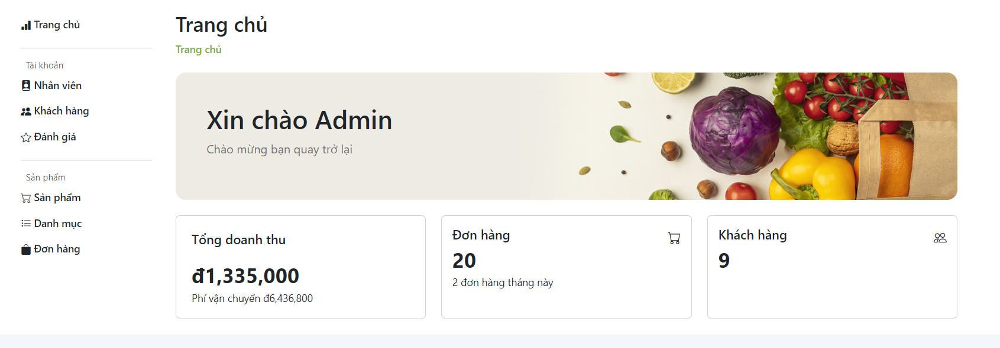 Trang chủ
Tài khoản
Nhân viên
Khách hàng
Đánh giá
Sản phẩm
Sản phẩm
Danh mục
Đơn hàng
Trang chủ
Trang chủ
Xin chào Admin
Chào mừng bạn quay trở lại
Tổng doanh thu
đ1,335,000
Phí vận chuyển đ6,436,800
Đơn hàng
20
2 đơn hàng tháng này
Khách hàng
9